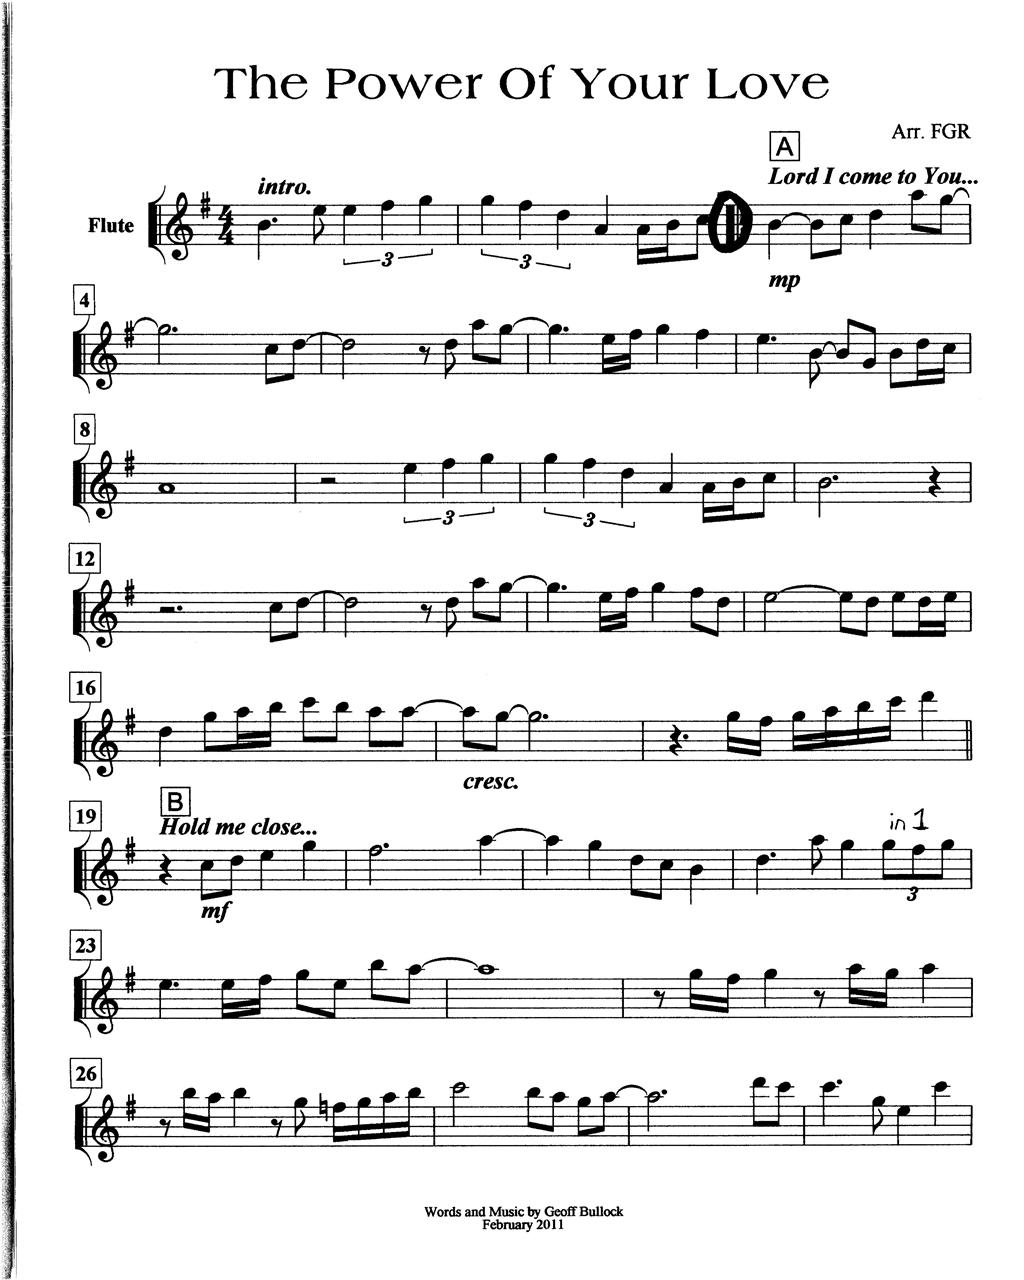 The Power Of Your Love
Arr. FGR
A
intro.
Lord I come to You...
Flute
4
4
3
3
mp
4
8
3
3
12
16
cresc.
19
B
Hold me close...
in 1
mf
3
23
26
Words and Music by Geoff Bullock
February 2011